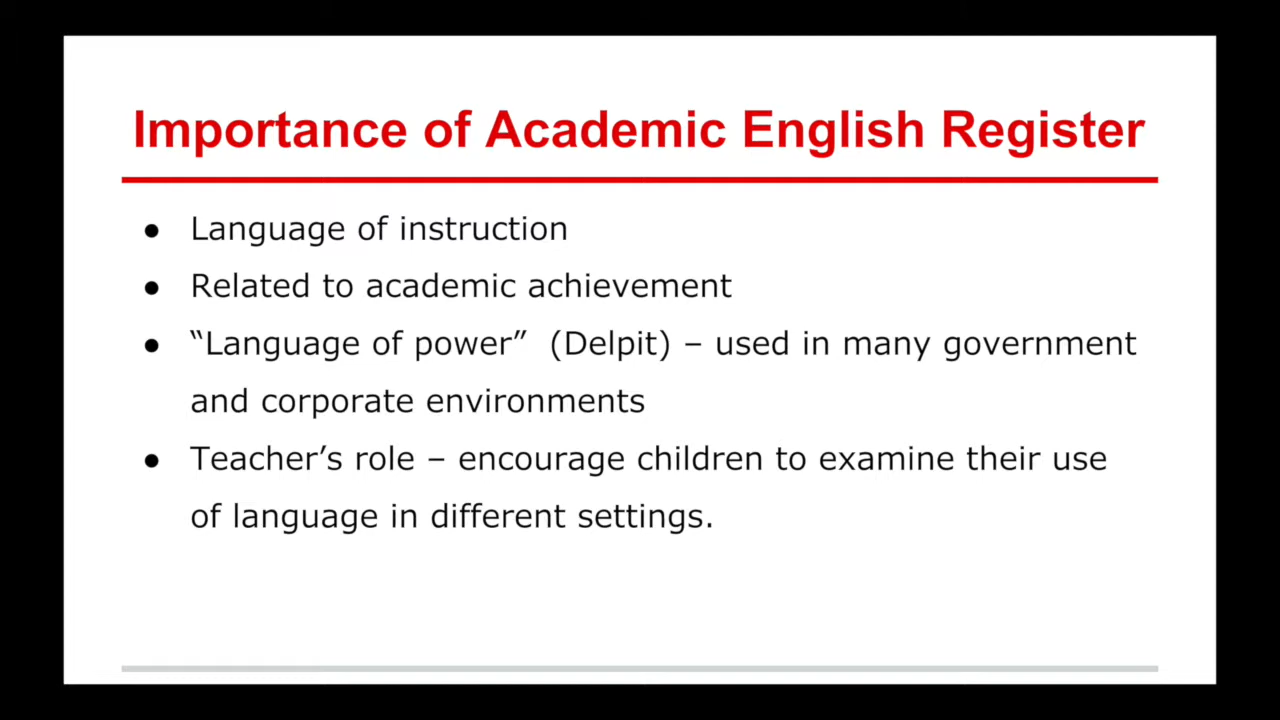 Importance of Academic English Register
● Language of instruction
● Related to academic achievement
● “Language of power”  (Delpit) – used in many government
and corporate environments
● Teacher’s role – encourage children to examine their use
of language in different settings.